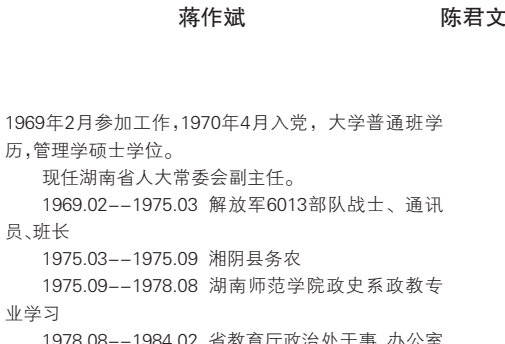 蒋作斌 陈君文
1969年2月参加工作,1970年4月入党，大学普通班学
历,管理学硕士学位。
现任湖南省人大常委会副主任。
1969.02--1975.03 解放军6013部队战士、通讯
员、班长
1975.03--1975.09 湘阴县务农
1975.09--1978.08 湖南师范学院政史系政教专
业学习
1978.08--1984.02 省教育厅政治处干事、办公室